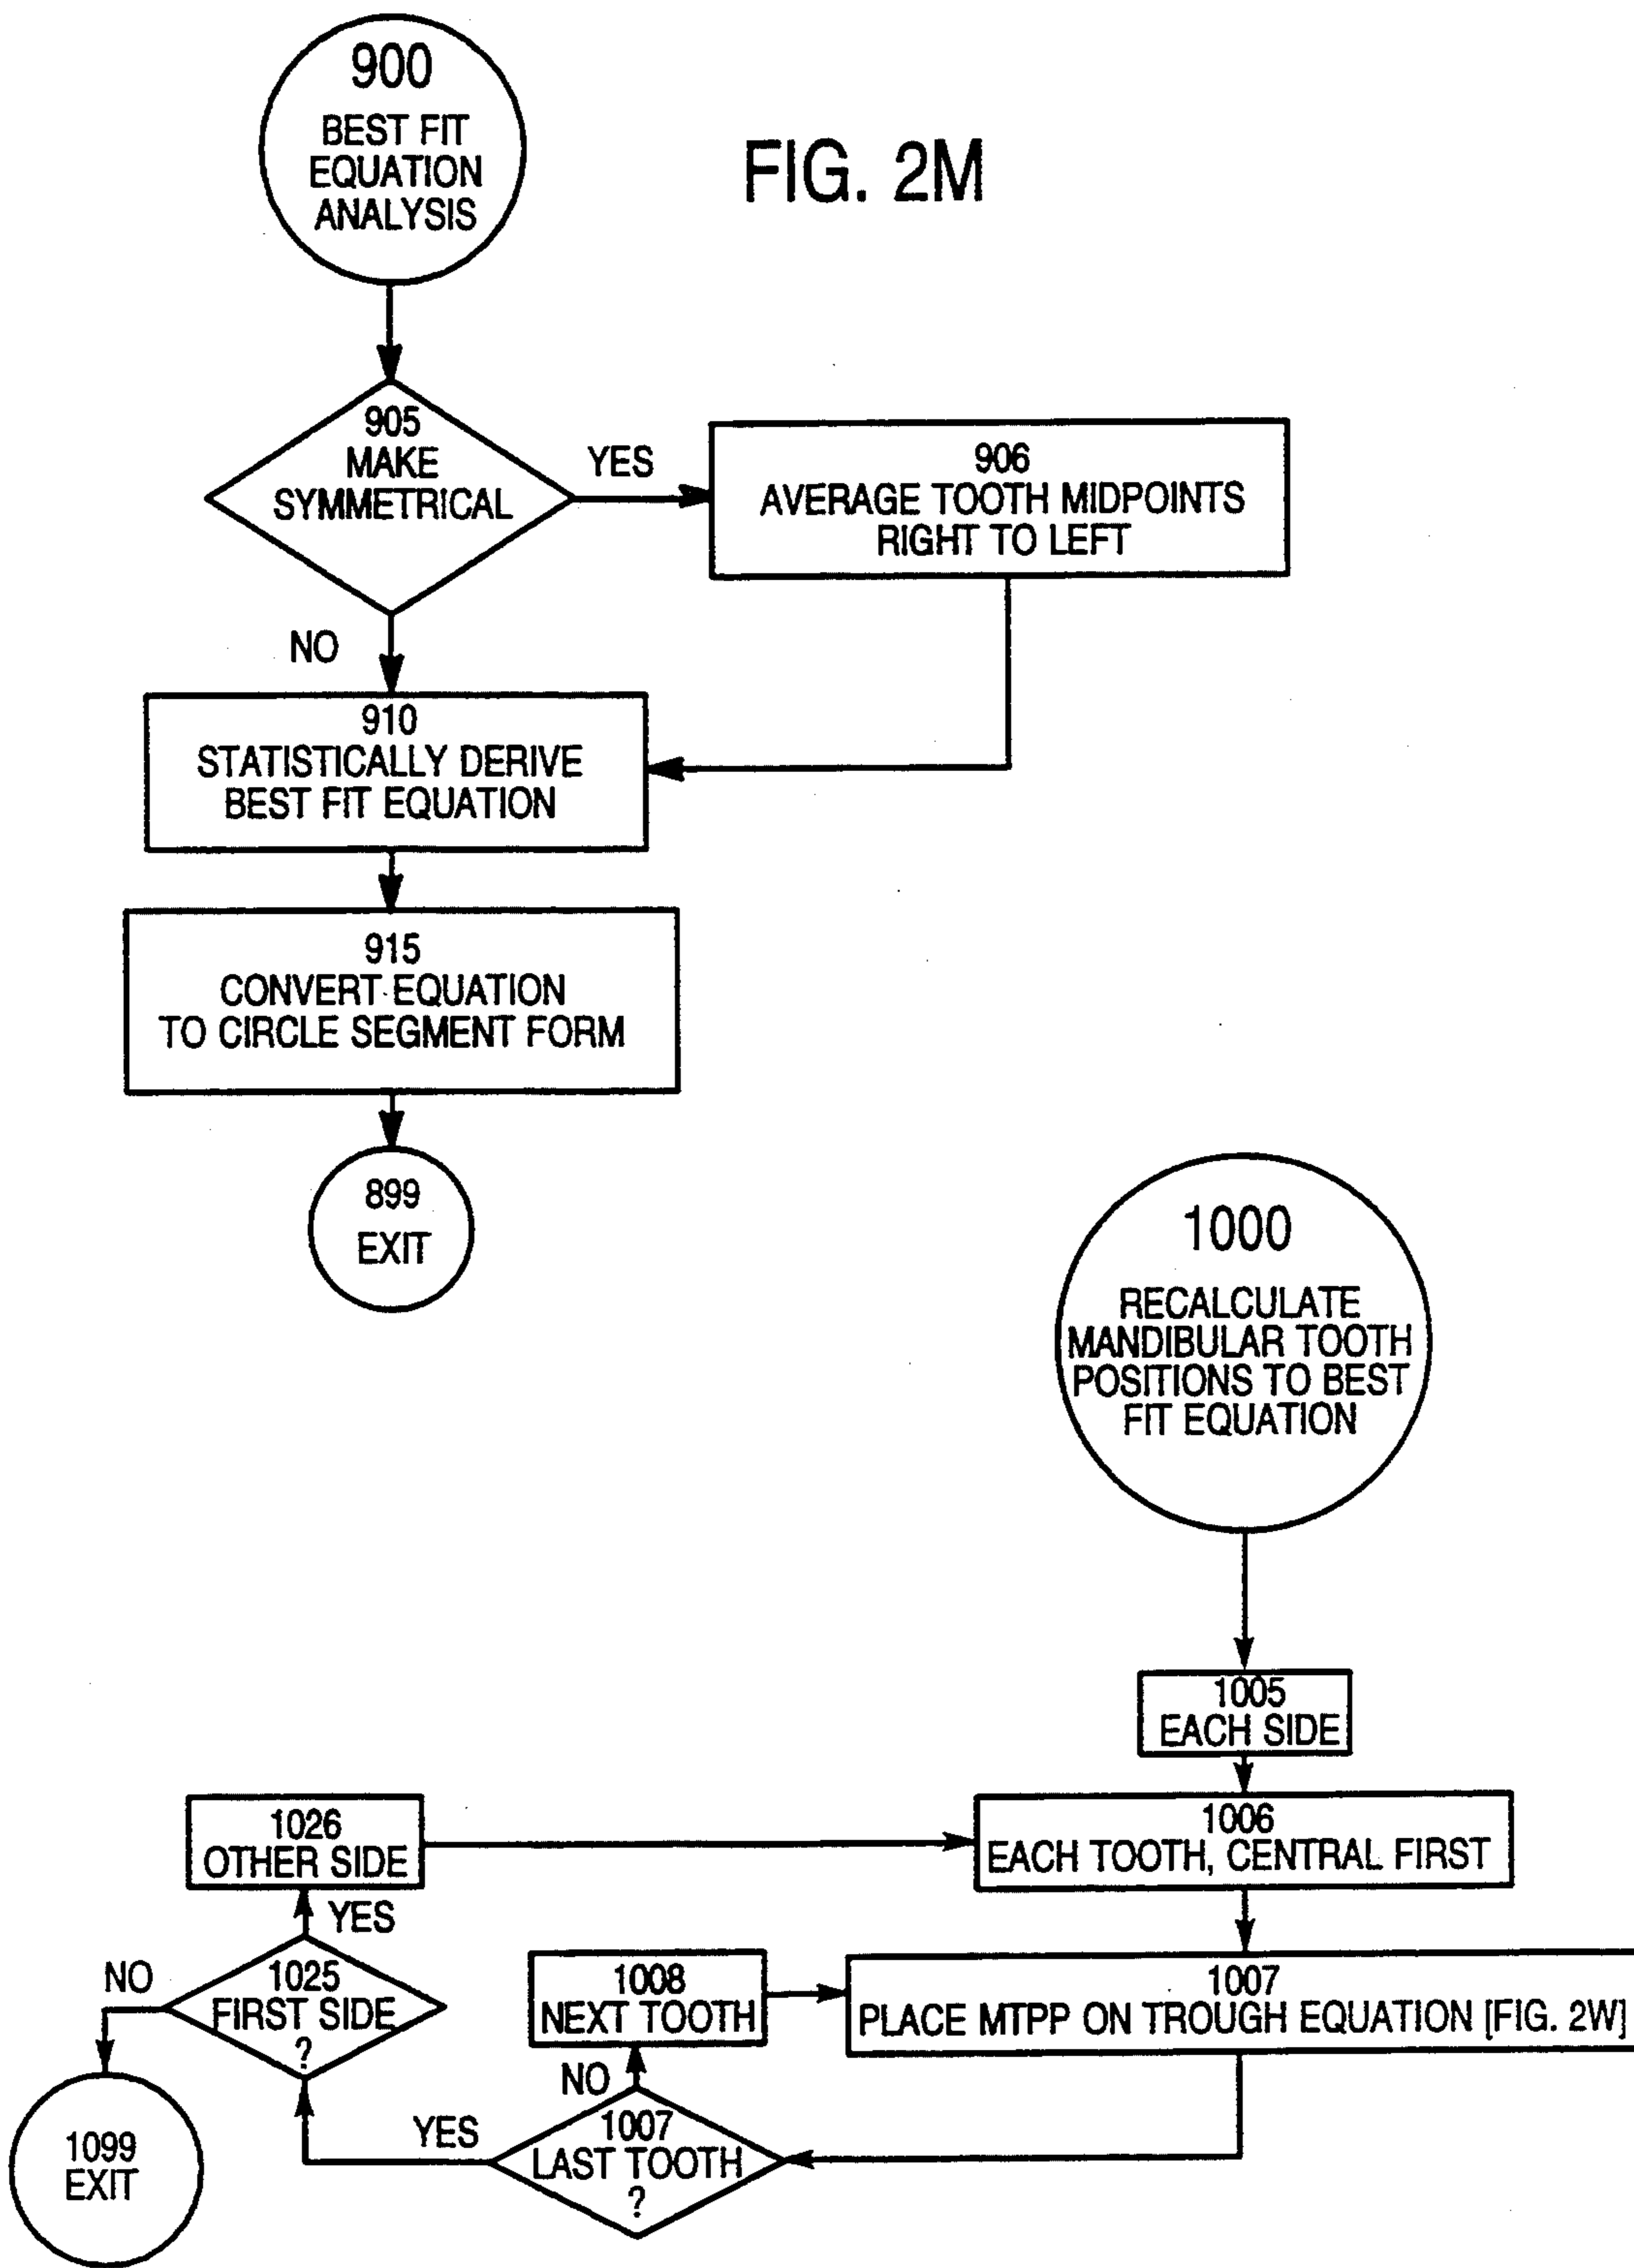 900
BEST FIT
EQUATION
ANALYSIS
FIG. 2M
905
MAKE
SYMMETRICAL
YES
906
AVERAGE TOOTH MIDPOINTS
RIGHT TO LEFT
NO
910
STATISTICALLY DERIVE
BEST FIT EQUATION
915
CONVERT EQUATION
TO CIRCLE SEGMENT FORM
899
EXIT
1000
RECALCULATE
MANDIBULAR TOOTH
POSITIONS TO BEST
FIT EQUATION
1005
EACH SIDE
1006
EACH TOOTH, CENTRAL FIRST
1026
OTHER SIDE
YES
NO
1025
FIRST SIDE
?
1008
NEXT TOOTH
1007
PLACE MTPP ON TROUGH EQUATION [FIG. 2W]
NO
YES
1007
LAST TOOTH
?
1099
EXIT